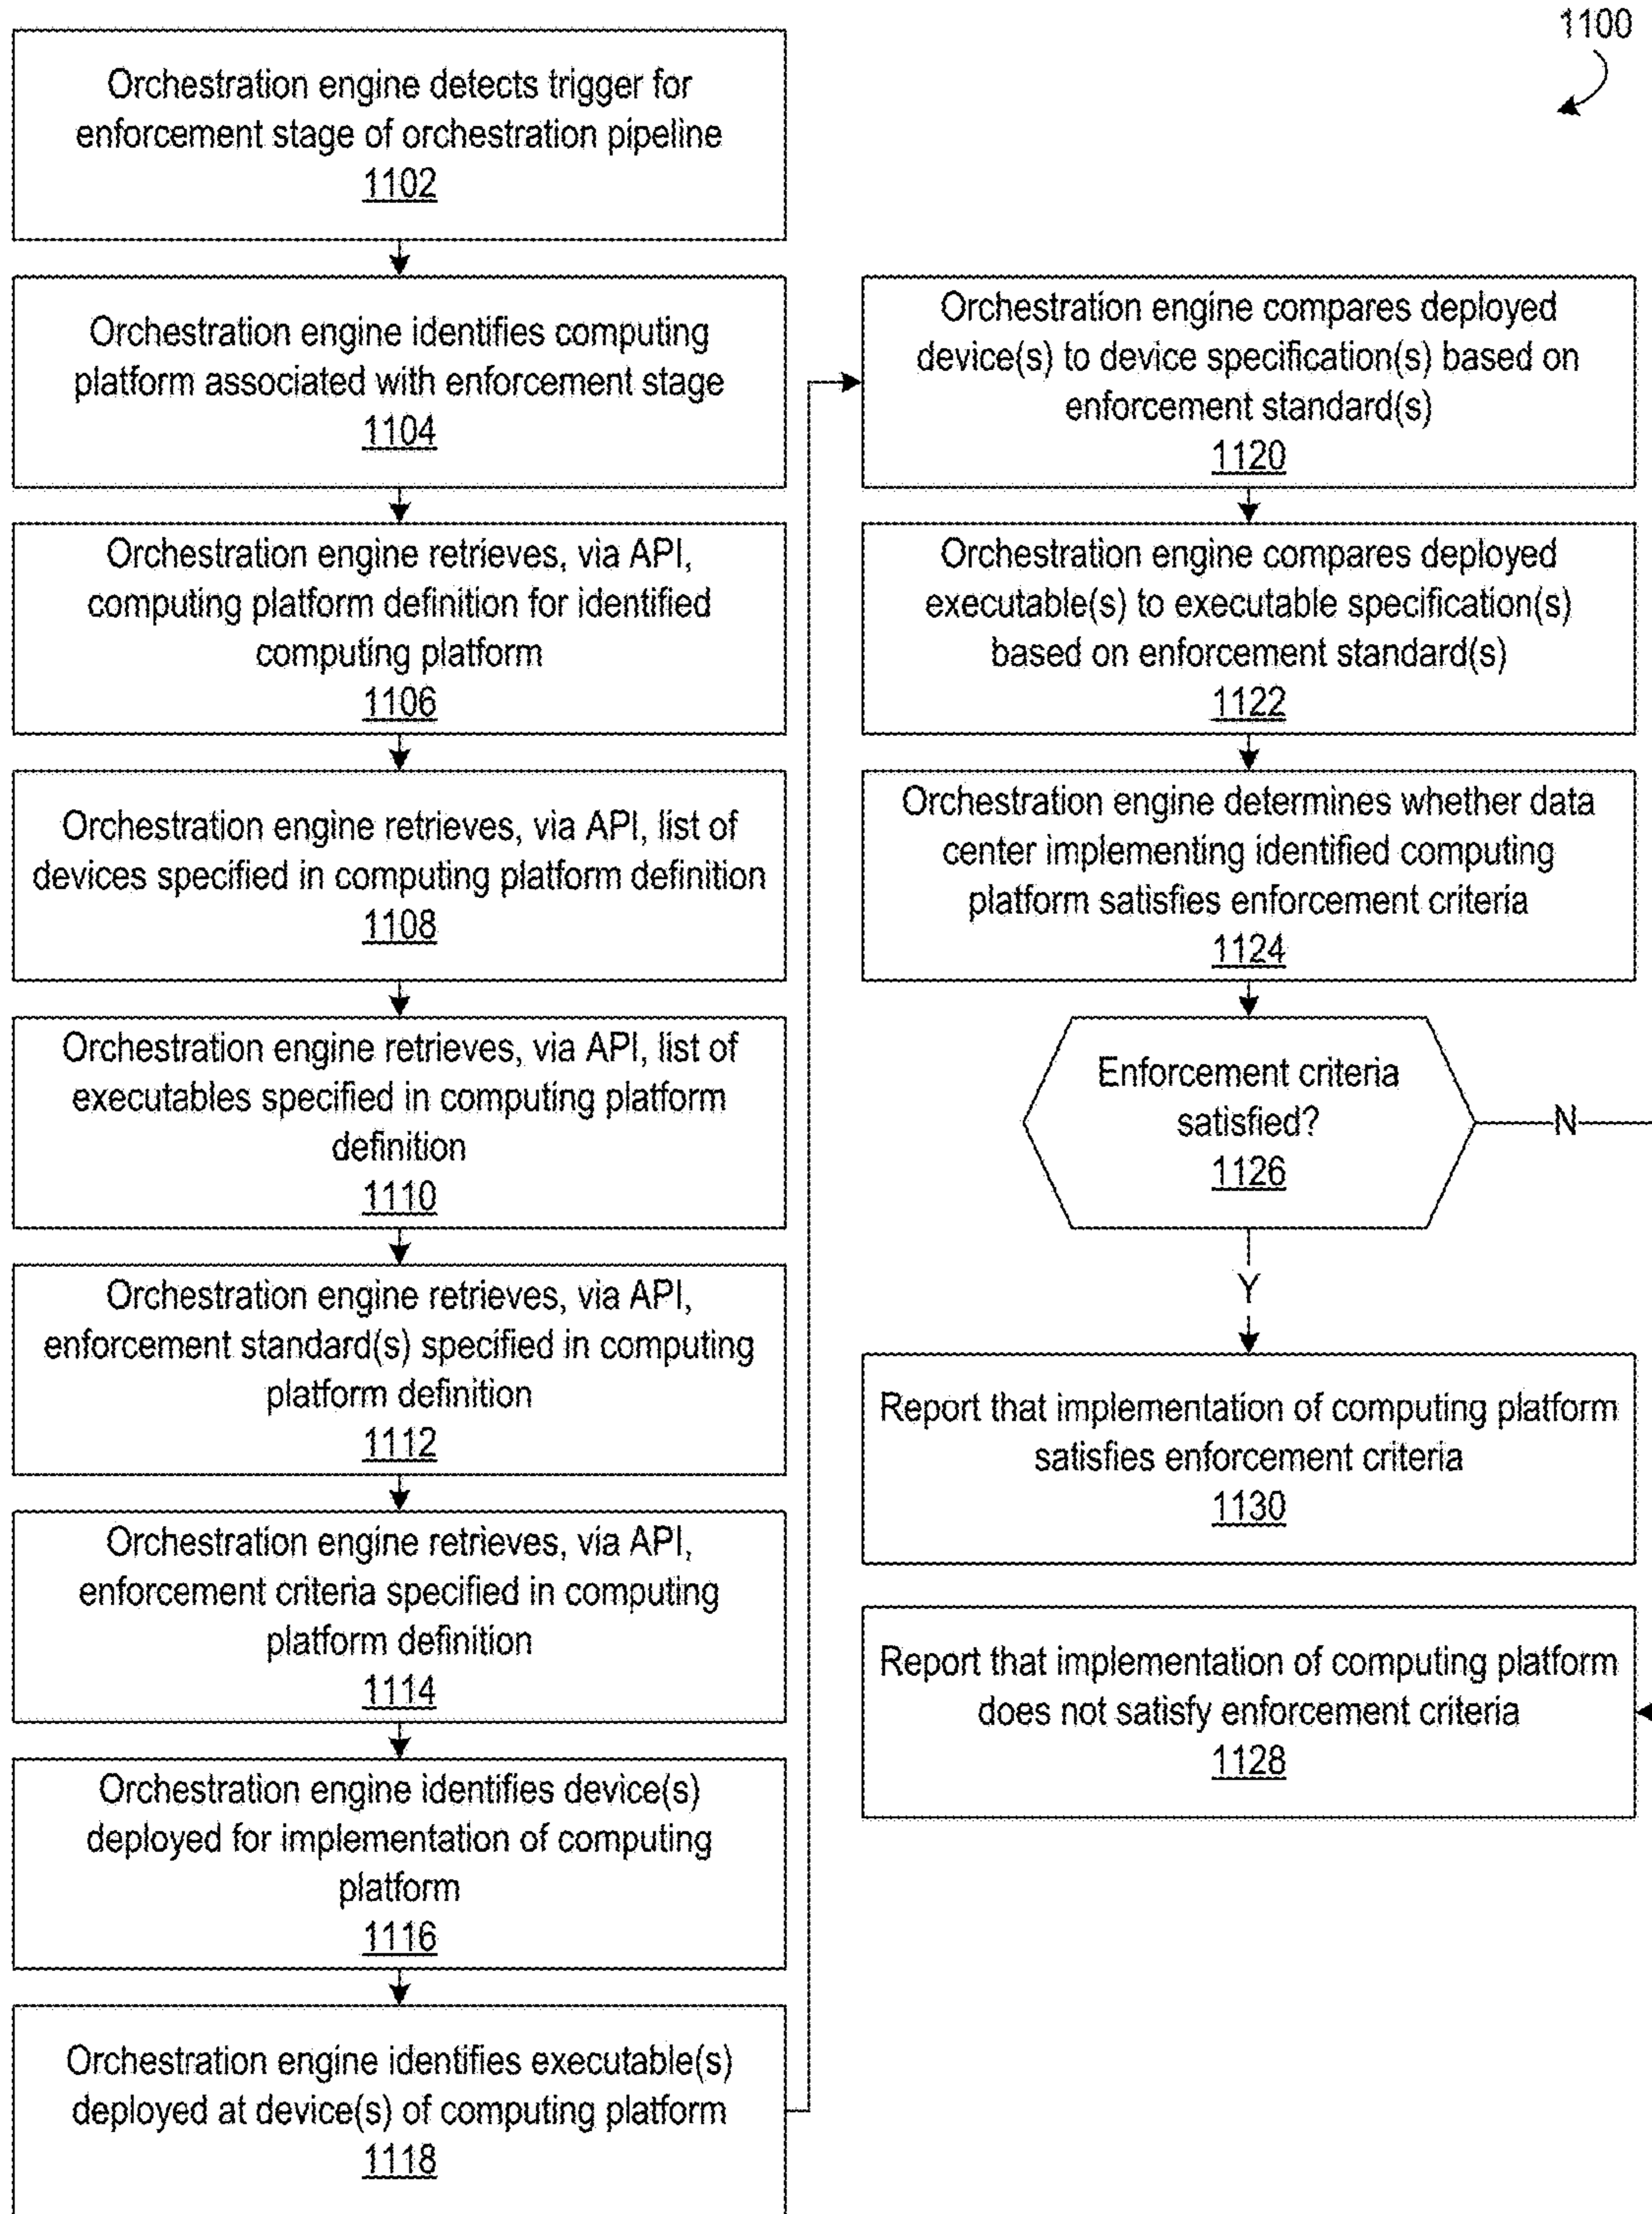 1100
Orchestration engine detects trigger for
enforcement stage of orchestration pipeline
1102
Orchestration engine identifies computing
platform associated with enforcement stage
1104
Orchestration engine retrieves, via API,
computing platform definition for identified
computing platform
1106
Orchestration engine retrieves, via API, list of
devices specified in computing platform definition
1108
Orchestration engine retrieves, via API, list of
executables specified in computing platform
definition
1110
Orchestration engine retrieves, via API,
enforcement standard(s) specified in computing
platform definition
1112
Orchestration engine retrieves, via API,
enforcement criteria specified in computing
platform definition
1114
Orchestration engine identifies device(s)
deployed for implementation of computing
platform
1116
Orchestration engine identifies executable(s)
deployed at device(s) of computing platform
1118
Orchestration engine compares deployed
device(s) to device specification(s) based on
enforcement standard(s)
1120
Orchestration engine compares deployed
executable(s) to executable specification(s)
based on enforcement standard(s)
1122
Orchestration engine determines whether data
center implementing identified computing
platform satisfies enforcement criteria
1124
Enforcement criteria
satisfied?
1126
N
Y
Report that implementation of computing platform
satisfies enforcement criteria
1130
Report that implementation of computing platform
does not satisfy enforcement criteria
1128